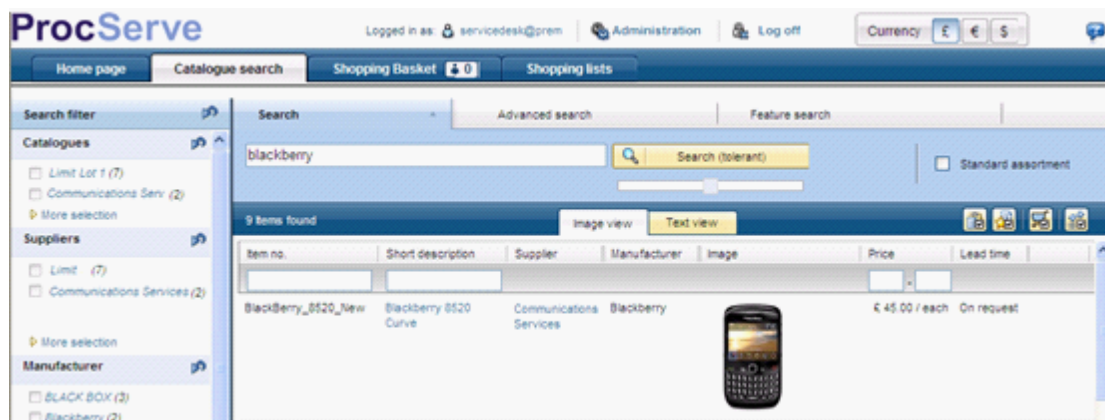 ProcServe
Logged in as: servicedesk@prem Administration Log off Currency £ € $
Home page Catalogue search Shopping Basket 0 Shopping lists
Search filter
Catalogues
Limit Lot 1 (7)
Communications Serv (2)
More selection
Suppliers
Limit (7)
Communications Services (2)
More selection
Manufacturer
BLACK BOX (3)
Blackberry (2)
Search Advanced search Feature search
blackberry Search (tolerant) Standard assortment
9 items found Image view Text view
Item no. Short description Supplier Manufacturer Image Price Lead time
-
BlackBerry_8520_New Blackberry 8520 Communications Blackberry £ 45.00 / each On request
Curve Services